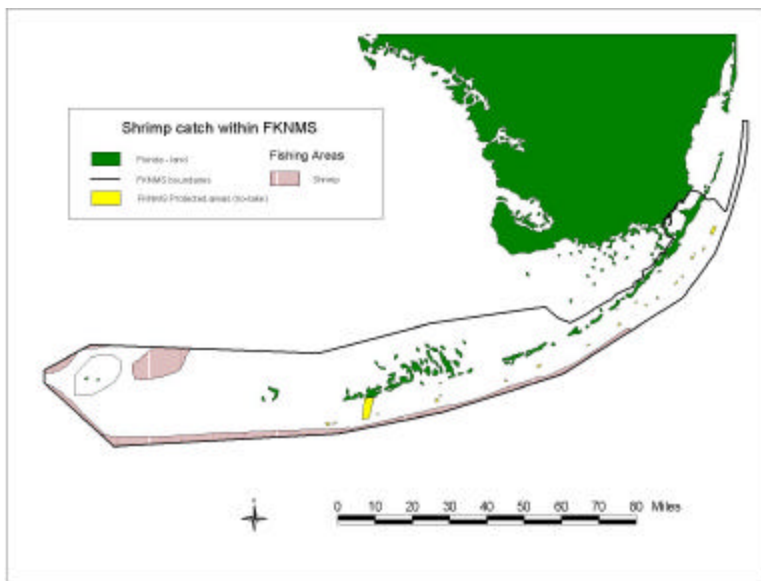 Shrimp catch within FKNMS
Florida - land
FKNMS boundaries
FKNMS Protected areas (no-take)
Fishing Areas
Shrimp
0 10 20 30 40 50 60 70 80 Miles